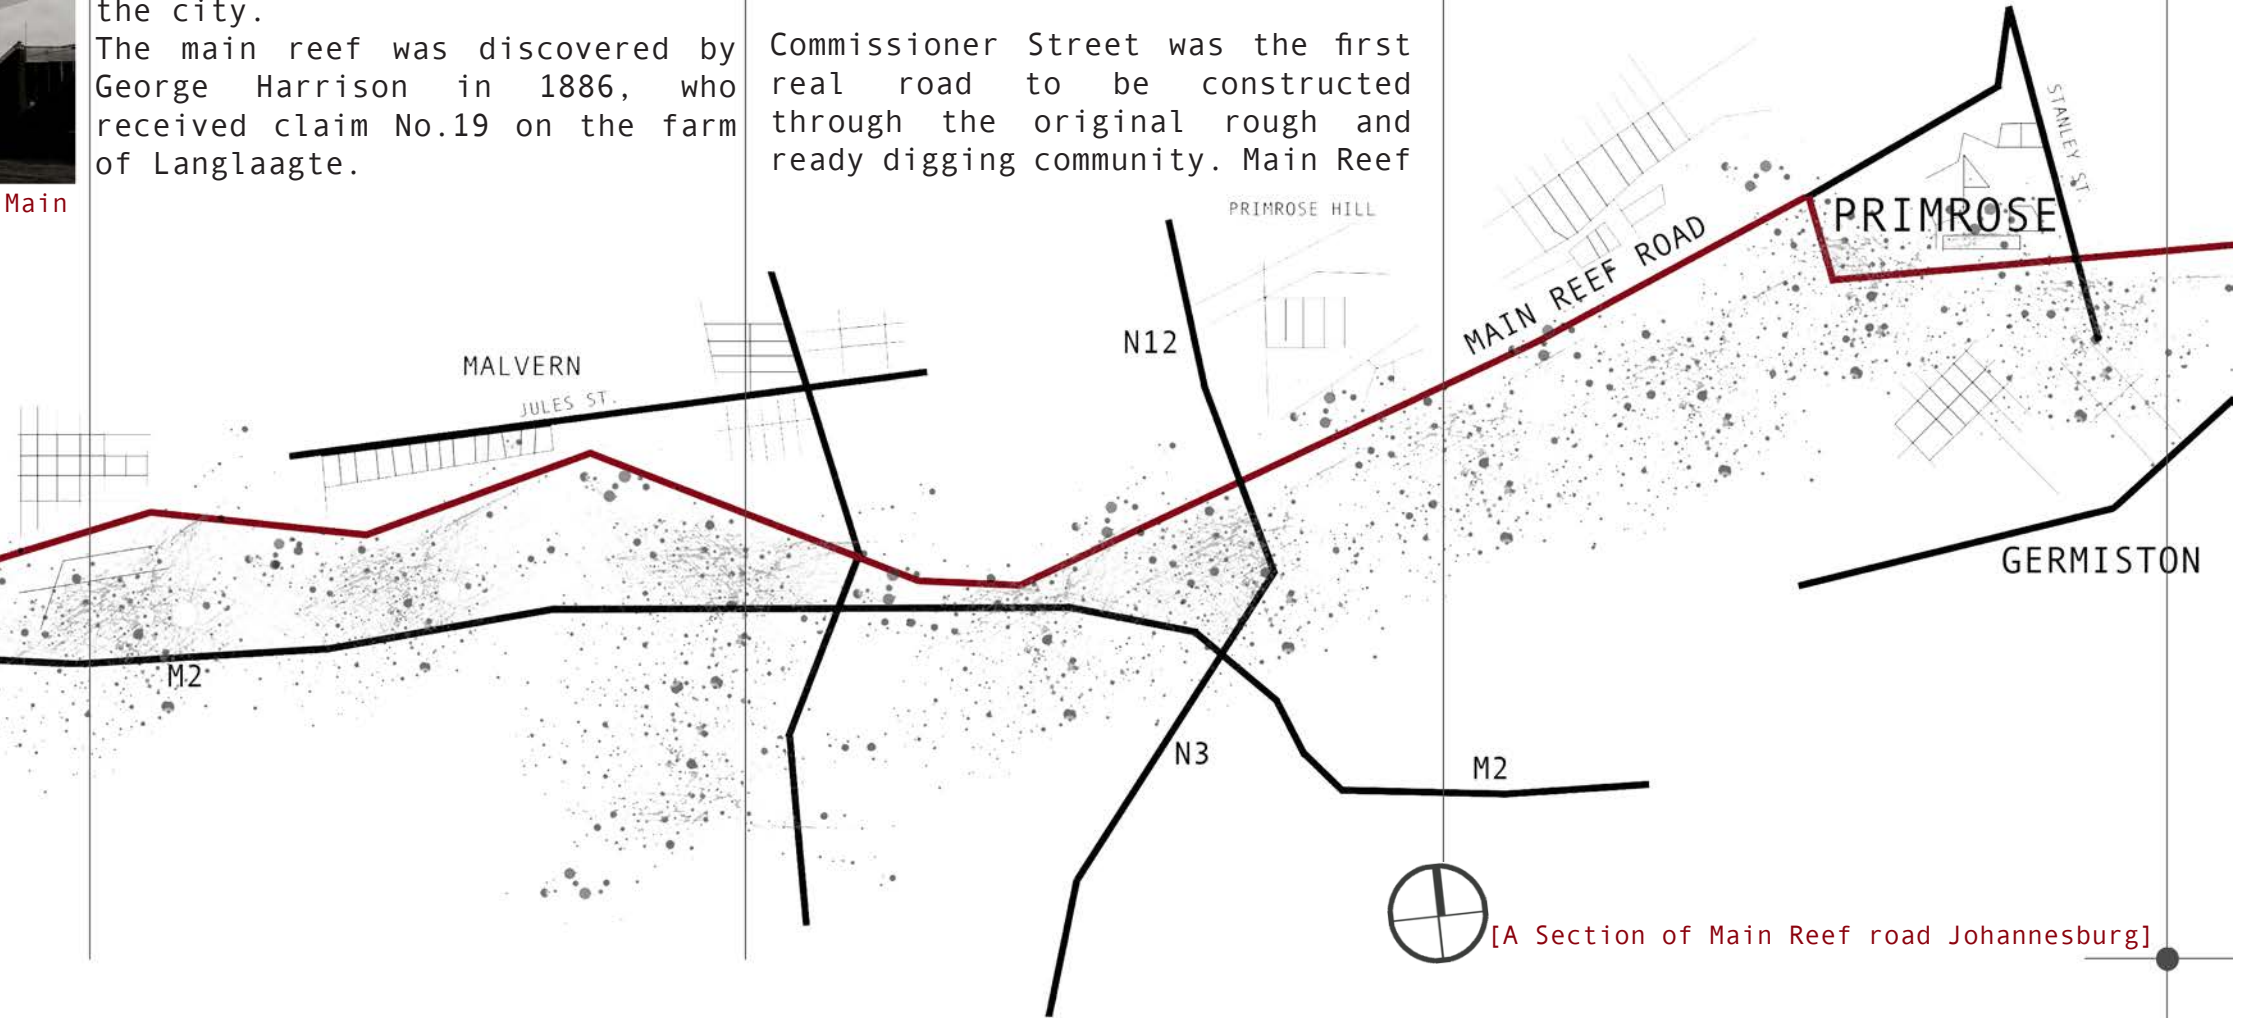 the city.
The main reef was discovered by
George Harrison in 1886, who
received claim No.19 on the farm
of Langlaagte.
Main
Commissioner Street was the first
real road to be constructed
through the original rough and
ready digging community. Main Reef
PRIMROSE HILL
STANLEY ST
PRIMROSE
MAIN REEF ROAD
N12
MALVERN
JULES ST.
GERMISTON
M2
N3
M2
[A Section of Main Reef road Johannesburg]